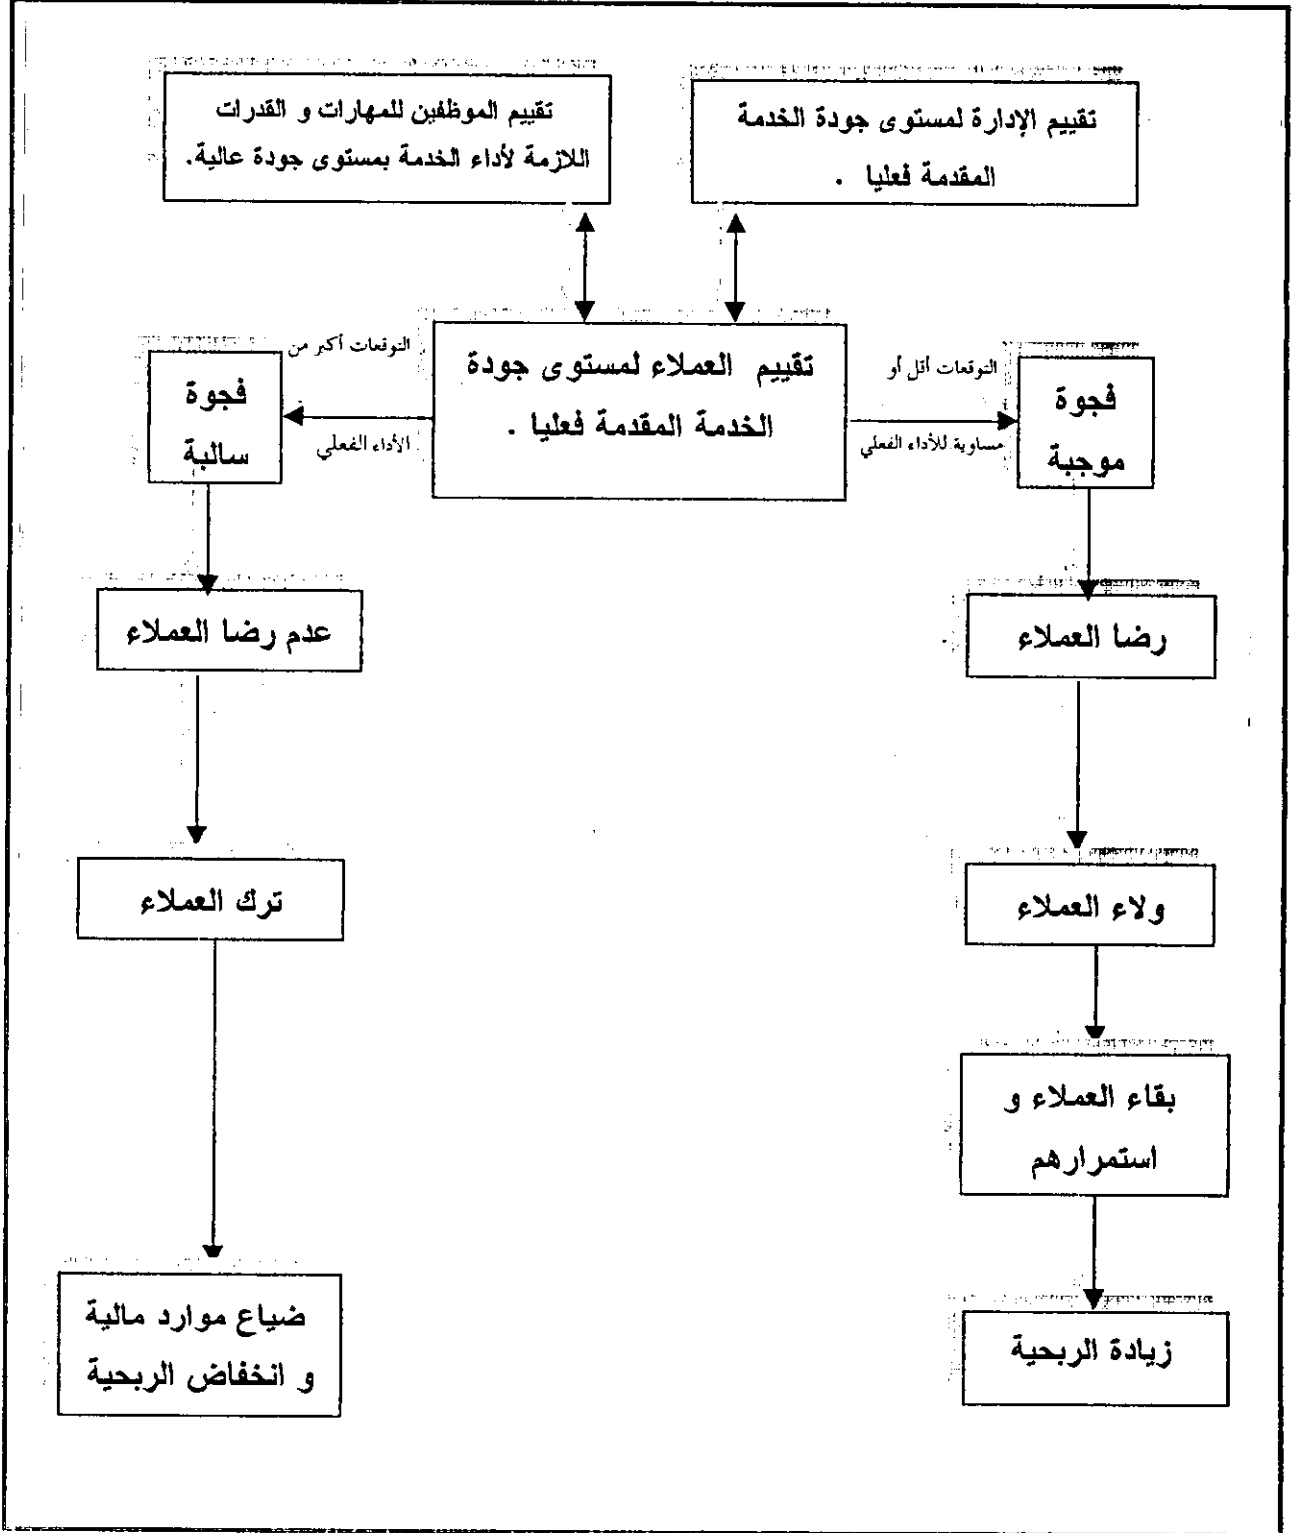 تقييم الإدارة لمستوى جودة الخدمة
المقدمة فعليا .
تقييم الموظفين للمهارات و القدرات
اللازمة لأداء الخدمة بمستوى جودة عالية.
تقييم العملاء لمستوى جودة
الخدمة المقدمة فعليا .
التوقعات أقل أو
مساوية للأداء الفعلي
فجوة
موجبة
التوقعات أكبر من
الأداء الفعلي
فجوة
سالبة
رضا العملاء
عدم رضا العملاء
ولاء العملاء
ترك العملاء
بقاء العملاء و
استمرارهم
زيادة الربحية
ضياع موارد مالية
و انخفاض الربحية